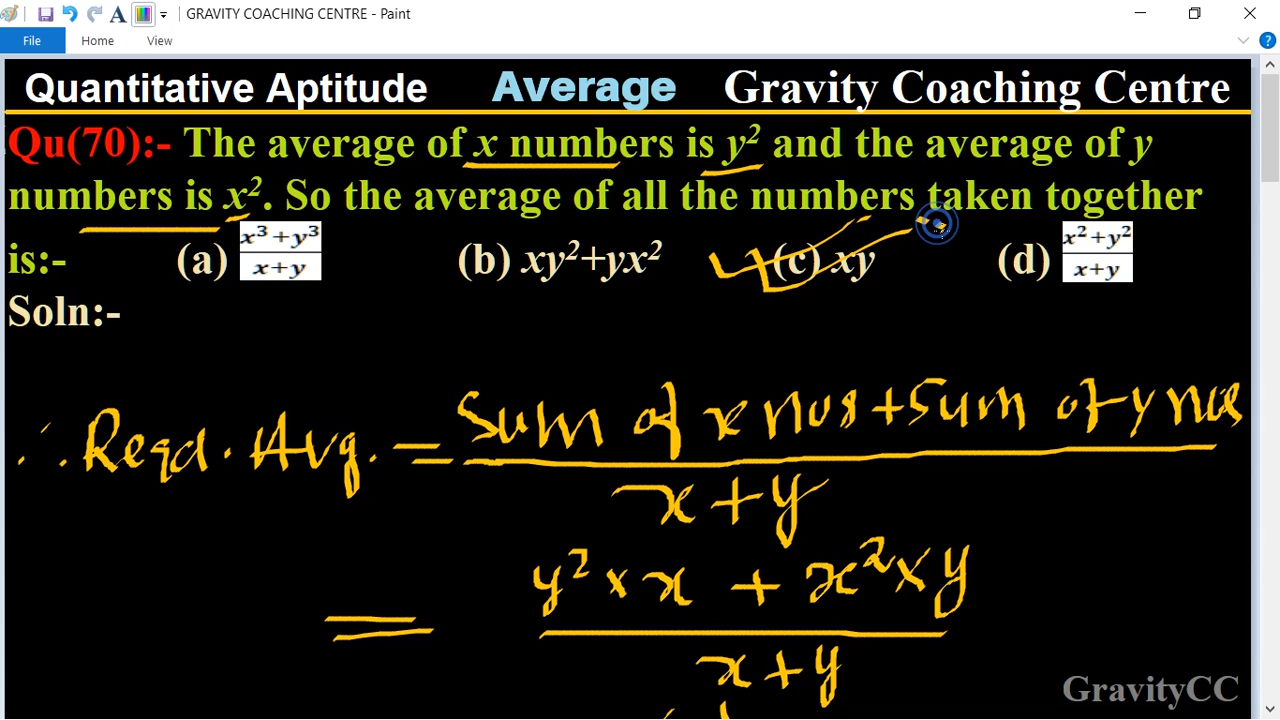 GRAVITY COACHING CENTRE - Paint
File Home View
Quantitative Aptitude Average Gravity Coaching Centre
Qu(70):- The average of x numbers is y² and the average of y
numbers is x². So the average of all the numbers taken together
is:- (a) x³+y³/x+y (b) xy²+yx² (c) xy (d) x²+y²/x+y
Soln:-
∴ Reqd. Avg. = Sum of x nos + Sum of y nos
x+y
= y² × x + x² × y
x+y
GravityCC